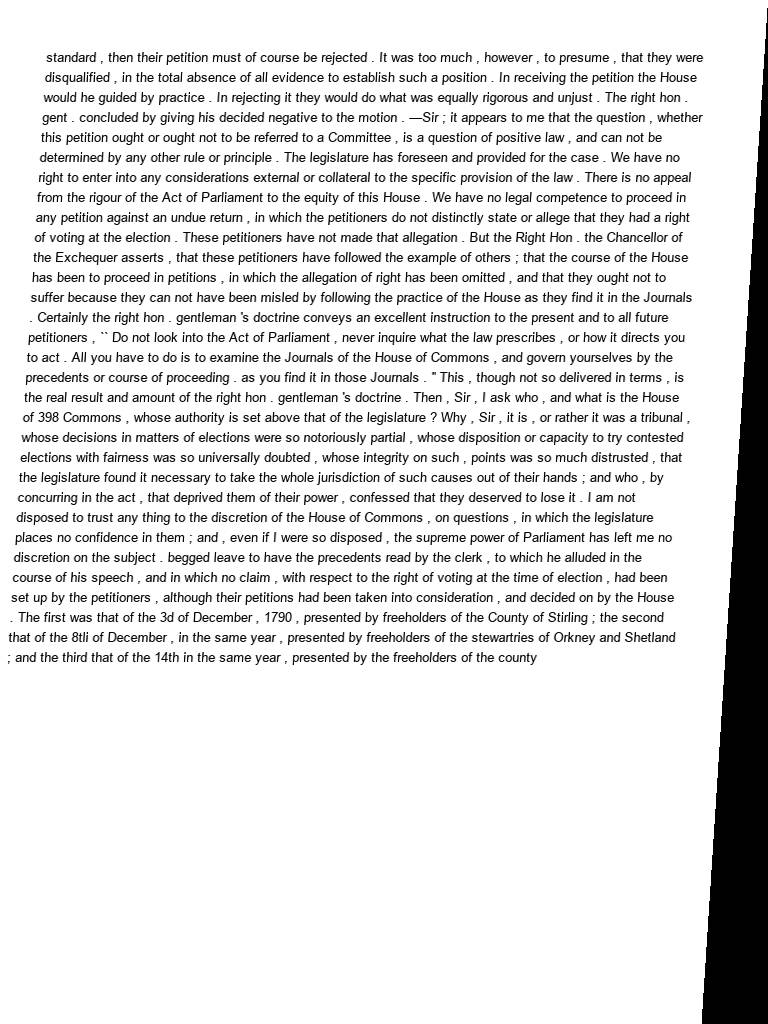 standard , then their petition must of course be rejected . It was too much , however , to presume , that they were
disqualified , in the total absence of all evidence to establish such a position . In receiving the petition the House
would he guided by practice . In rejecting it they would do what was equally rigorous and unjust . The right hon .
gent . concluded by giving his decided negative to the motion . —Sir ; it appears to me that the question , whether
this petition ought or ought not to be referred to a Committee , is a question of positive law , and can not be
determined by any other rule or principle . The legislature has foreseen and provided for the case . We have no
right to enter into any considerations external or collateral to the specific provision of the law . There is no appeal
from the rigour of the Act of Parliament to the equity of this House . We have no legal competence to proceed in
any petition against an undue return , in which the petitioners do not distinctly state or allege that they had a right
of voting at the election . These petitioners have not made that allegation . But the Right Hon . the Chancellor of
the Exchequer asserts , that these petitioners have followed the example of others ; that the course of the House
has been to proceed in petitions , in which the allegation of right has been omitted , and that they ought not to
suffer because they can not have been misled by following the practice of the House as they find it in the Journals
. Certainly the right hon . gentleman 's doctrine conveys an excellent instruction to the present and to all future
petitioners , `` Do not look into the Act of Parliament , never inquire what the law prescribes , or how it directs you
to act . All you have to do is to examine the Journals of the House of Commons , and govern yourselves by the
precedents or course of proceeding . as you find it in those Journals . " This , though not so delivered in terms , is
the real result and amount of the right hon . gentleman 's doctrine . Then , Sir , I ask who , and what is the House
of 398 Commons , whose authority is set above that of the legislature ? Why , Sir , it is , or rather it was a tribunal ,
whose decisions in matters of elections were so notoriously partial , whose disposition or capacity to try contested
elections with fairness was so universally doubted , whose integrity on such , points was so much distrusted , that
the legislature found it necessary to take the whole jurisdiction of such causes out of their hands ; and who , by
concurring in the act , that deprived them of their power , confessed that they deserved to lose it . I am not
disposed to trust any thing to the discretion of the House of Commons , on questions , in which the legislature
places no confidence in them ; and , even if I were so disposed , the supreme power of Parliament has left me no
discretion on the subject . begged leave to have the precedents read by the clerk , to which he alluded in the
course of his speech , and in which no claim , with respect to the right of voting at the time of election , had been
set up by the petitioners , although their petitions had been taken into consideration , and decided on by the House
. The first was that of the 3d of December , 1790 , presented by freeholders of the County of Stirling ; the second
that of the 8tli of December , in the same year , presented by freeholders of the stewartries of Orkney and Shetland
; and the third that of the 14th in the same year , presented by the freeholders of the county